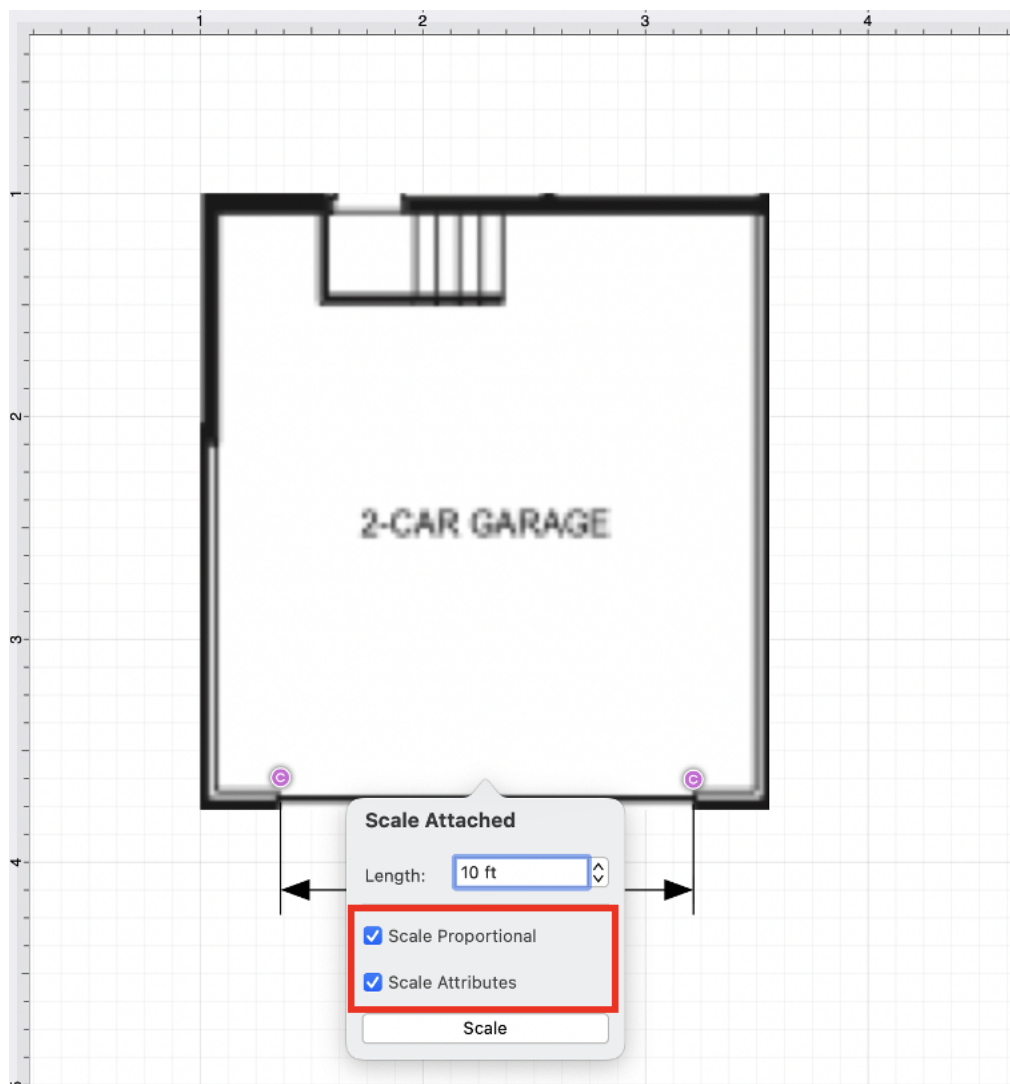 1 2 3 4
1
2
2-CAR GARAGE
3
C C
Scale Attached
4
Length: 10 ft
Scale Proportional
Scale Attributes
Scale